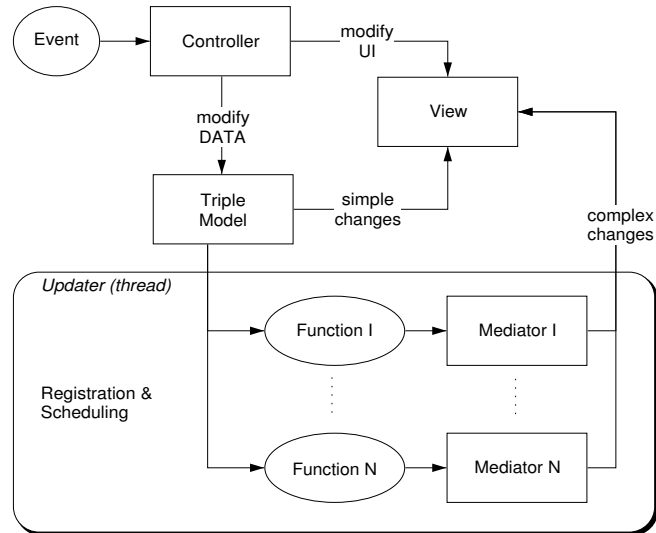 Event
Controller
modify
UI
View
modify
DATA
Triple
Model
simple
changes
complex
changes
Updater (thread)
Function I
Mediator I
Registration &
Scheduling
Function N
Mediator N